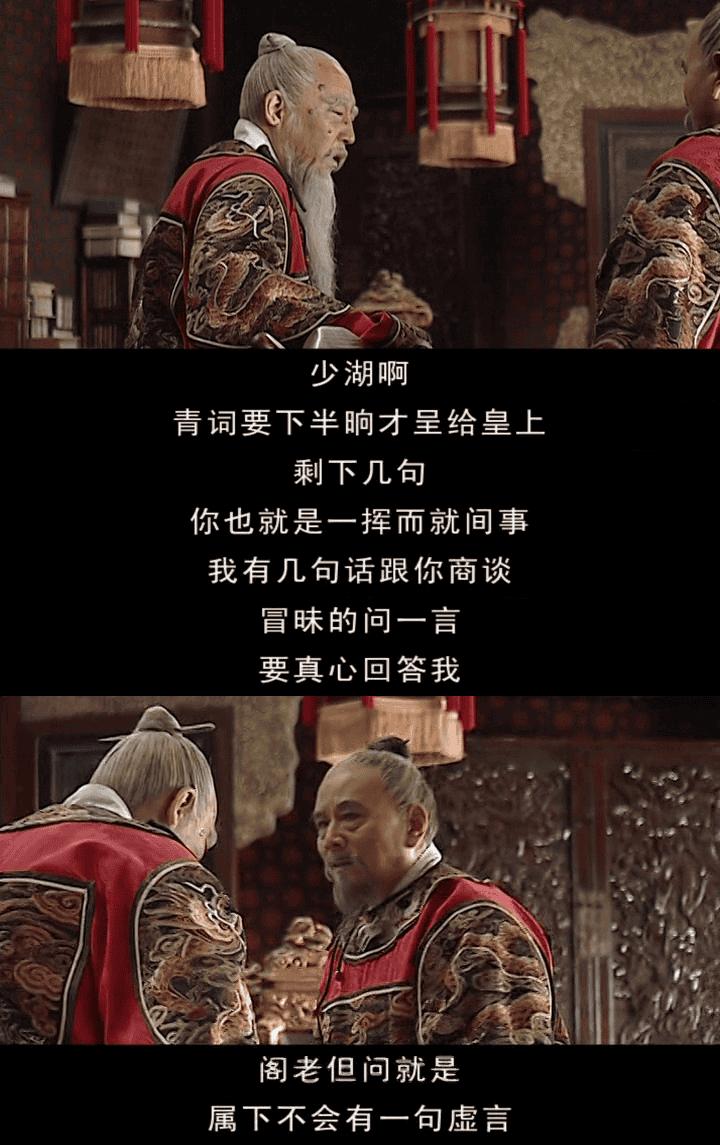 少湖啊
青词要下半晌才呈给皇上
剩下几句
你也就是一挥而就间事
我有几句话跟你商谈
冒昧的问一言
要真心回答我
阁老但问就是
属下不会有一句虚言